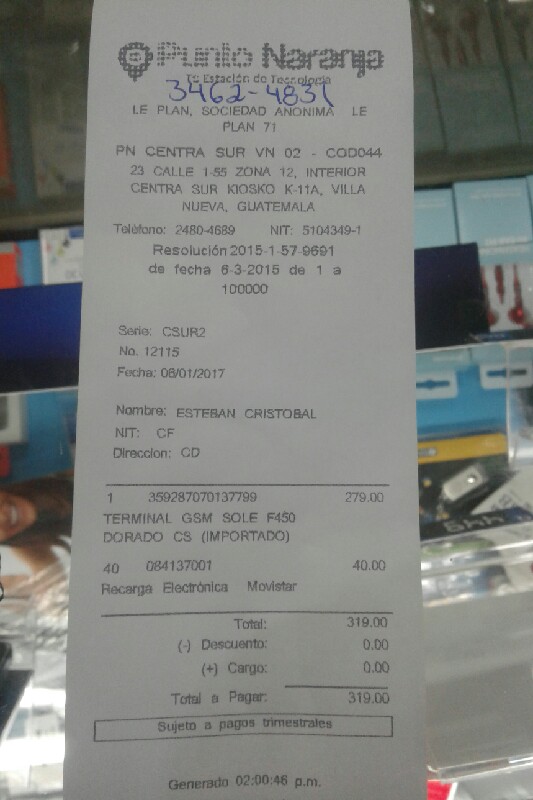 Punto Naranja
Tu Estación de Tecnología
3462-4831
LE PLAN, SOCIEDAD ANONIMA LE
PLAN 71
PN CENTRA SUR VN 02 - COD044
23 CALLE 1-55 ZONA 12, INTERIOR
CENTRA SUR KIOSKO K-11A, VILLA
NUEVA, GUATEMALA
Teléfono: 2480-4689 NIT: 5104349-1
Resolución 2015-1-57-9691
de fecha 6-3-2015 de 1 a
100000
Serie: CSUR2
No. 12115
Fecha: 08/01/2017
Nombre: ESTEBAN CRISTOBAL
NIT: CF
Direccion: CD
1 359287070137799 279.00
TERMINAL GSM SOLE F450
DORADO CS (IMPORTADO)
40 084137001 40.00
Recarga Electrónica Movistar
Total: 319.00
(-) Descuento: 0.00
(+) Cargo: 0.00
Total a Pagar: 319.00
Sujeto a pagos trimestrales
Generado 02:00:46 p.m.